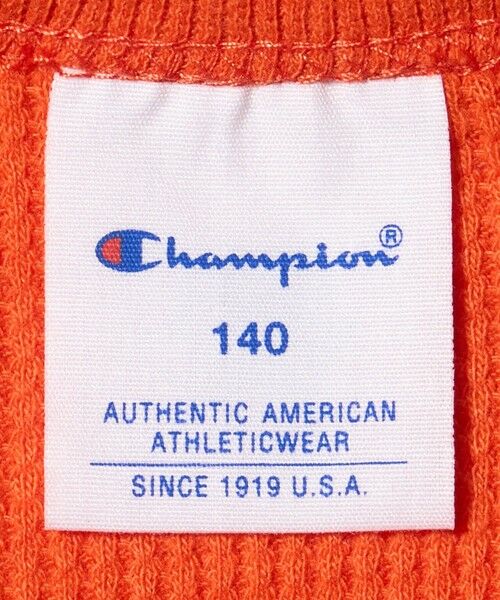 Champion®
140
AUTHENTIC AMERICAN
ATHLETICWEAR
SINCE 1919 U.S.A.